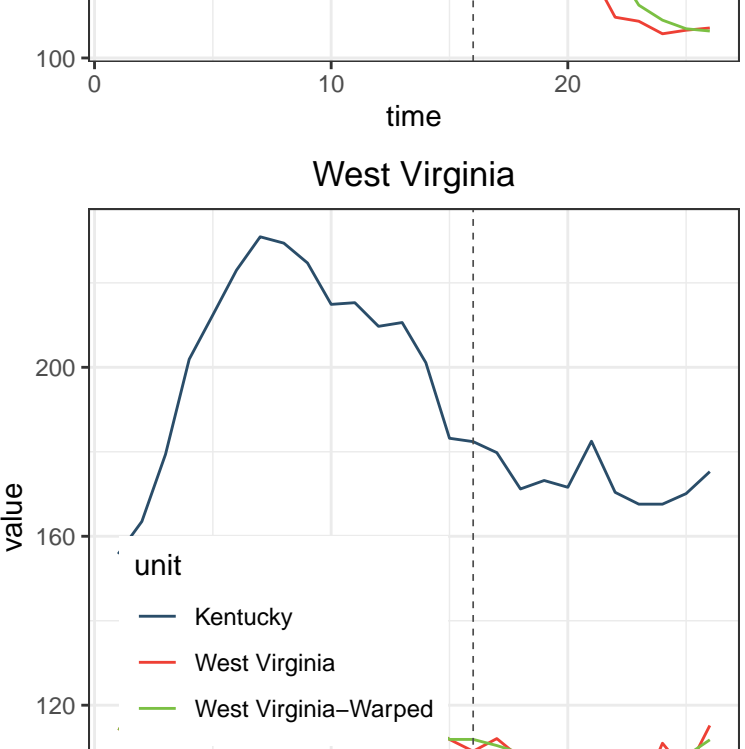 100
0 10 20
time
West Virginia
200
160
120
value
unit
Kentucky
West Virginia
West Virginia–Warped